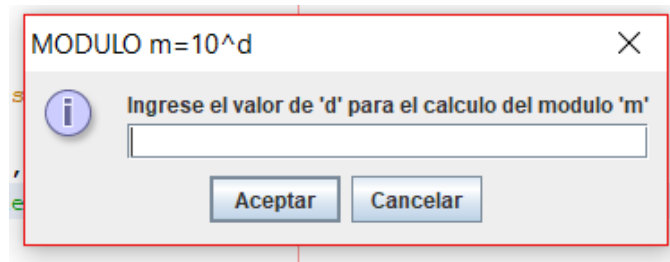 MODULO m=10^d
s
i
Ingrese el valor de 'd' para el calculo del modulo 'm'
,
e
Aceptar
Cancelar